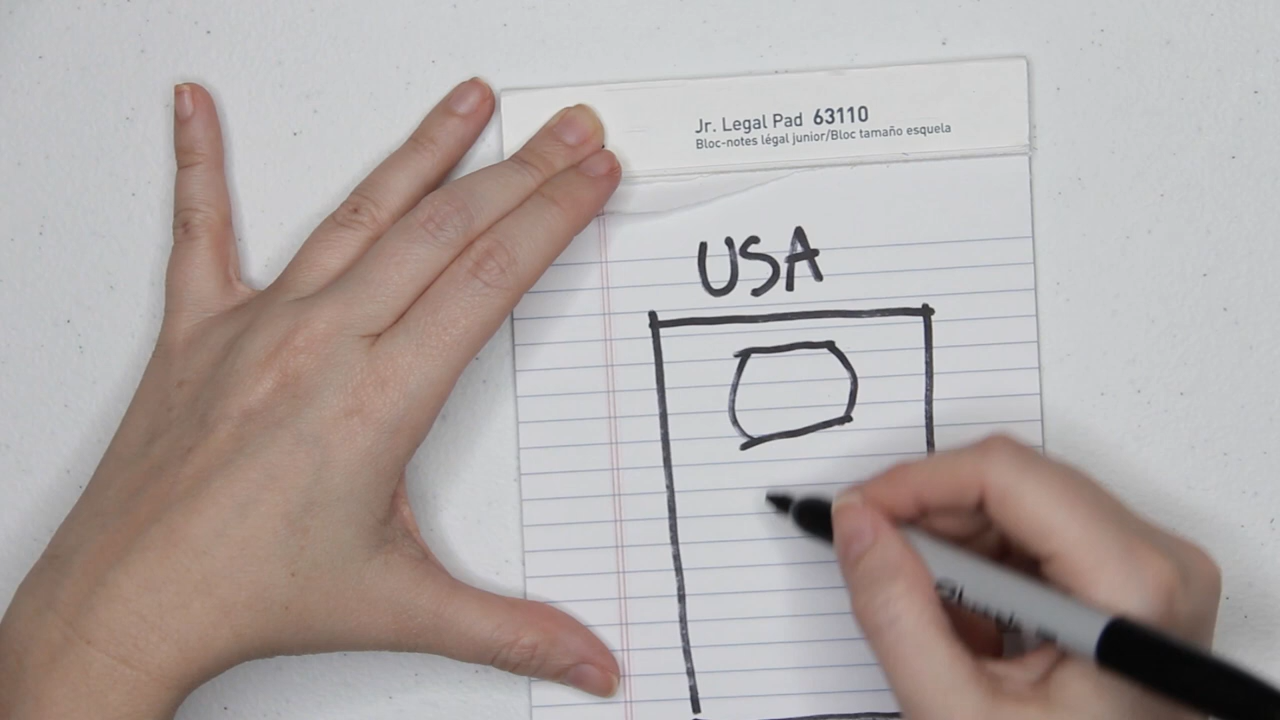 Jr. Legal Pad 63110
Bloc-notes légal junior/Bloc tamaño esquela
USA